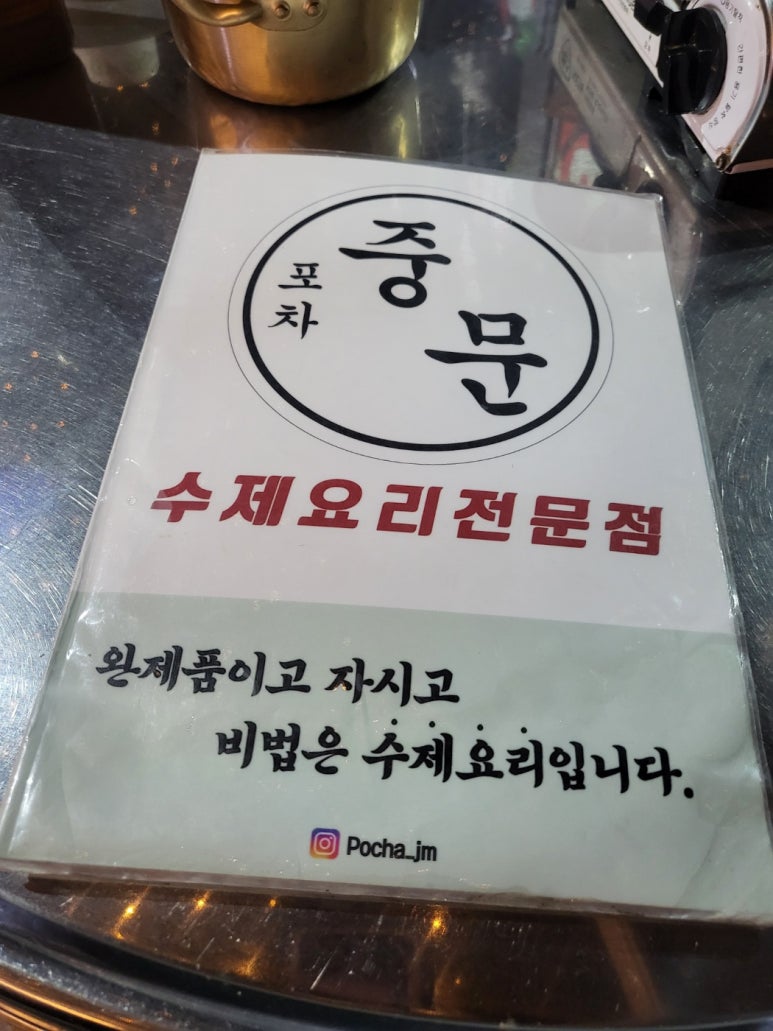 중문
포차
수제요리전문점
완제품이고 자시고
비법은 수제요리입니다.
Pocha_jm